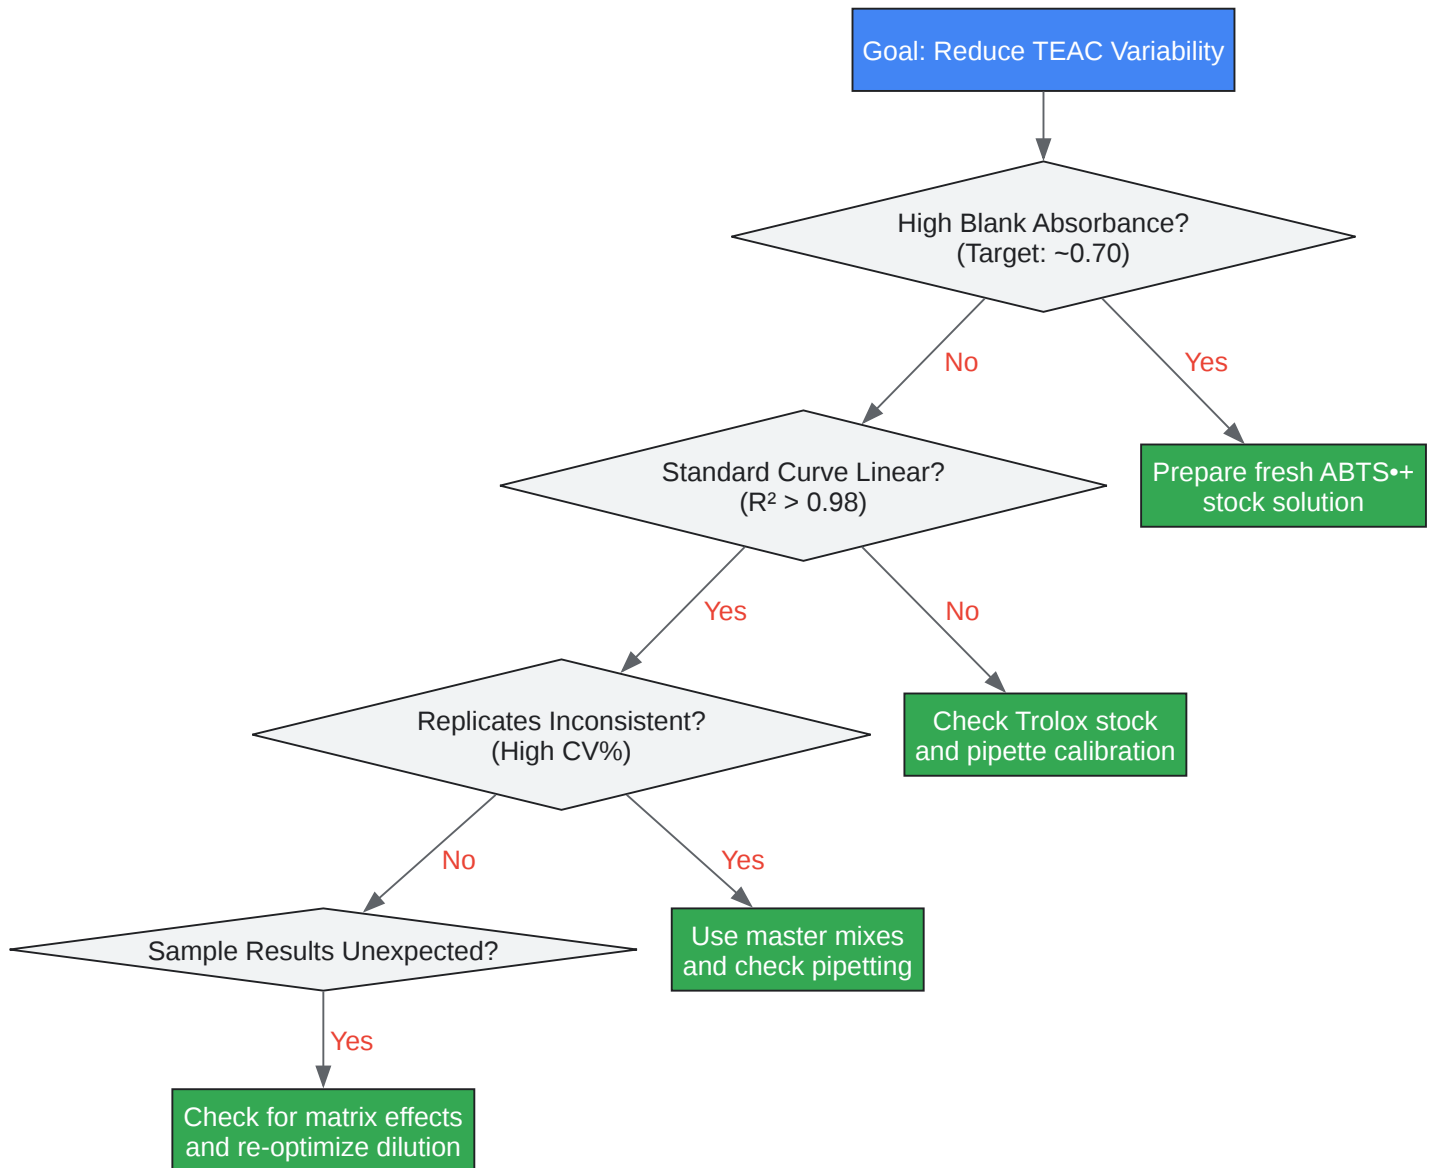 Goal: Reduce TEAC Variability
High Blank Absorbance?
(Target: ~0.70)
No
Yes
Standard Curve Linear?
(R² > 0.98)
Prepare fresh ABTS•+
stock solution
Yes
No
Replicates Inconsistent?
(High CV%)
Check Trolox stock
and pipette calibration
No
Yes
Sample Results Unexpected?
Use master mixes
and check pipetting
Yes
Check for matrix effects
and re-optimize dilution